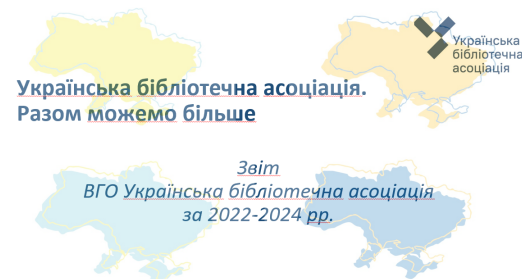 Українська
бібліотечна
асоціація
Українська бібліотечна асоціація.
Разом можемо більше
Звіт
ВГО Українська бібліотечна асоціація
за 2022-2024 рр.